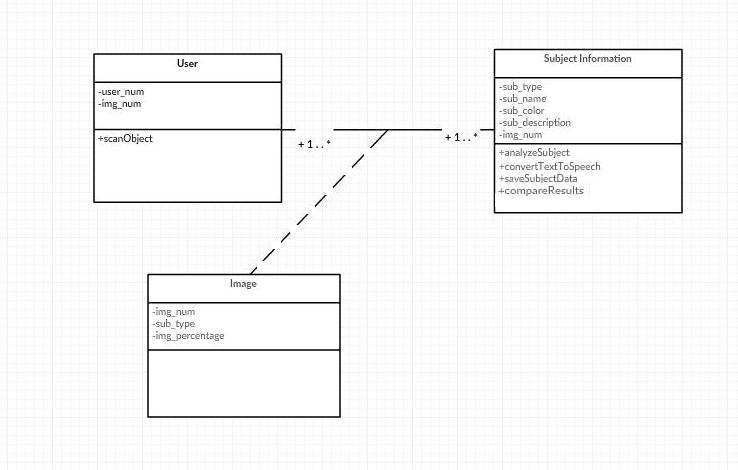 User
-user_num
-img_num
+scanObject
+ 1 . . *
+ 1 . . *
Subject Information
-sub_type
-sub_name
-sub_color
-sub_description
-img_num
+analyzeSubject
+convertTextToSpeech
+saveSubjectData
+compareResults
Image
-img_num
-sub_type
-img_percentage